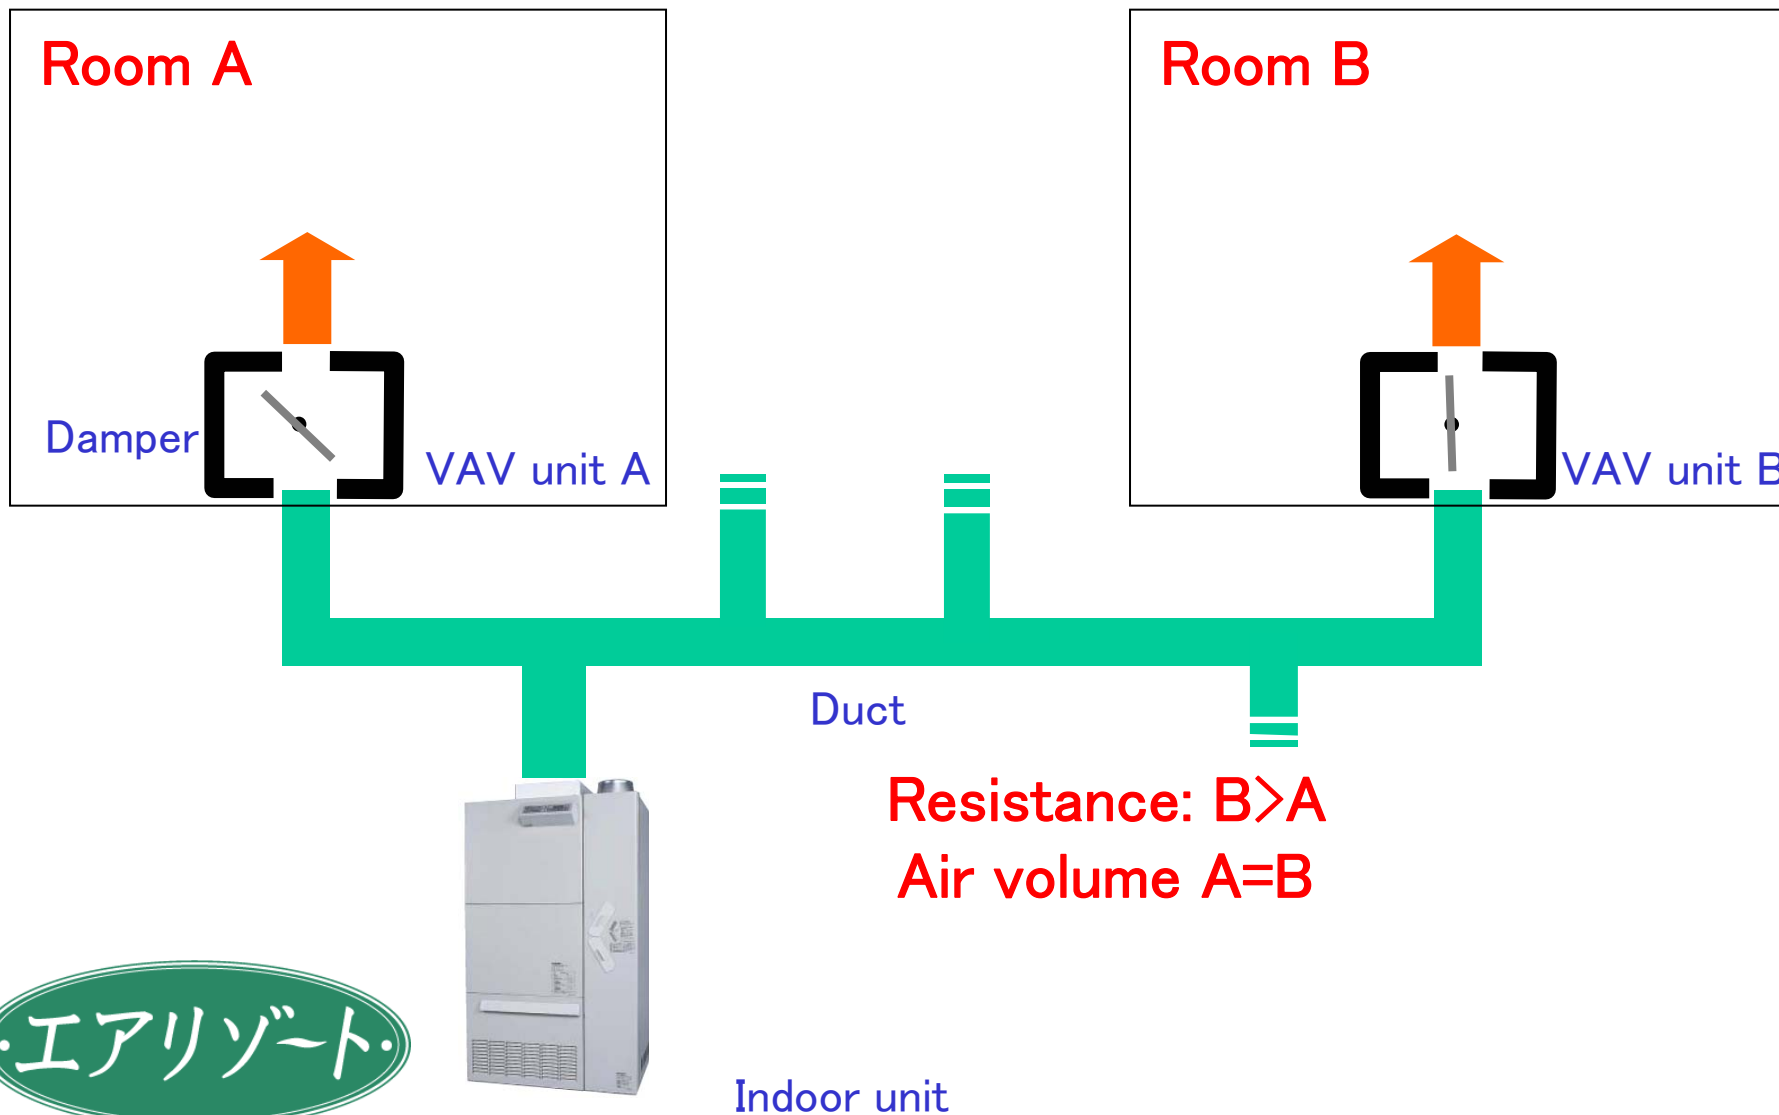 Room A
Room B
Damper
VAV unit A
VAV unit B
Duct
Resistance: B>A
Air volume A=B
・エアリゾート・
Indoor unit